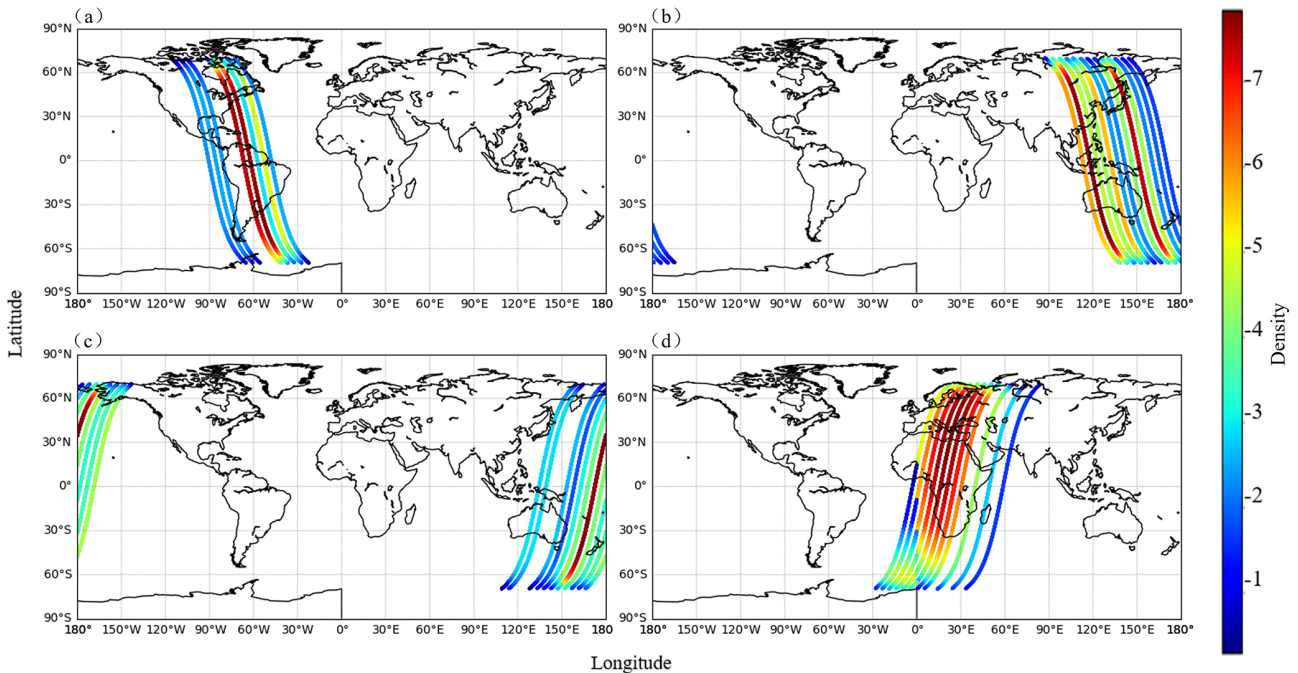 （a） （b）
90°N 90°N
60°N 60°N
30°N 30°N
0° 0°
30°S 30°S
60°S 60°S
90°S 90°S
180° 150°W 120°W 90°W 60°W 30°W 0° 30°E 60°E 90°E 120°E 150°E 180 180° 150°W 120°W 90°W 60°W 30°W 0° 30°E 60°E 90°E 120°E 150°E 180°
（c） （d）
90°N 90°N
60°N 60°N
30°N 30°N
0° 0°
30°S 30°S
60°S 60°S
90°S 90°S
180° 150°W 120°W 90°W 60°W 30°W 0° 30°E 60°E 90°E 120°E 150°E 180 180° 150°W 120°W 90°W 60°W 30°W 0° 30°E 60°E 90°E 120°E 150°E 180°
Latitude
Longitude
7
6
5
4
3
2
1
Density